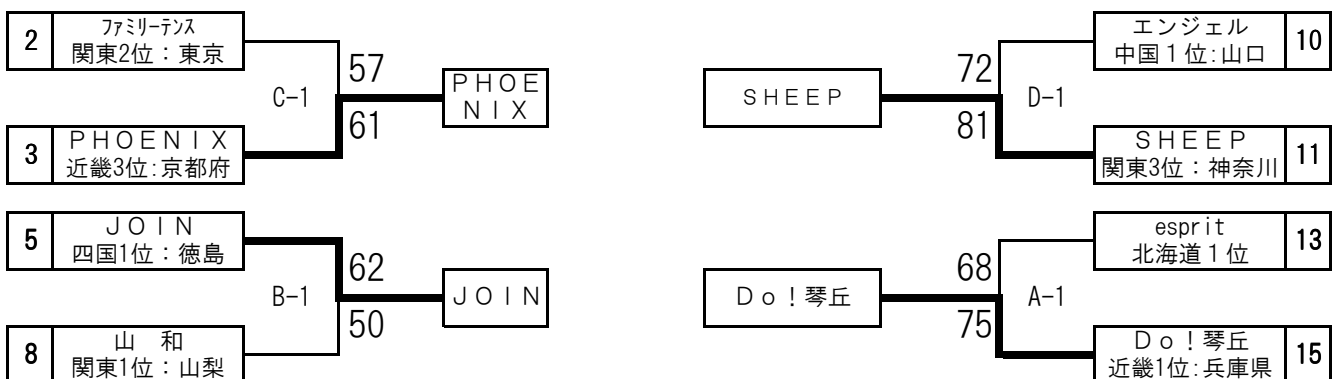 2
ファミリーテンス
関東2位：東京
57
C-1
PHOE
NIX
61
3
PHOENIX
近畿3位:京都府
5
JOIN
四国1位：徳島
62
B-1
JOIN
50
8
山　和
関東1位：山梨
エンジェル
中国１位:山口
10
72
SHEEP
D-1
81
SHEEP
関東3位：神奈川
11
esprit
北海道１位
13
68
Do！琴丘
A-1
75
Do！琴丘
近畿1位:兵庫県
15